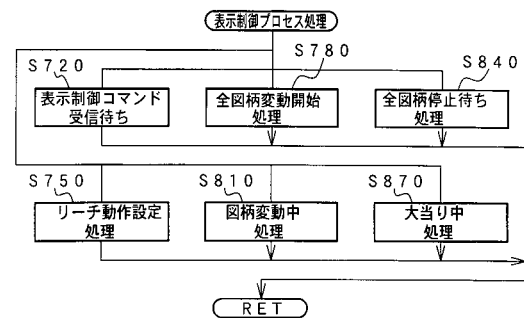 表示制御プロセス処理
S720
S780
S840
表示制御コマンド
受信待ち
全図柄変動開始
処理
全図柄停止待ち
処理
S750
S810
S870
リーチ動作設定
処理
図柄変動中
処理
大当り中
処理
RET